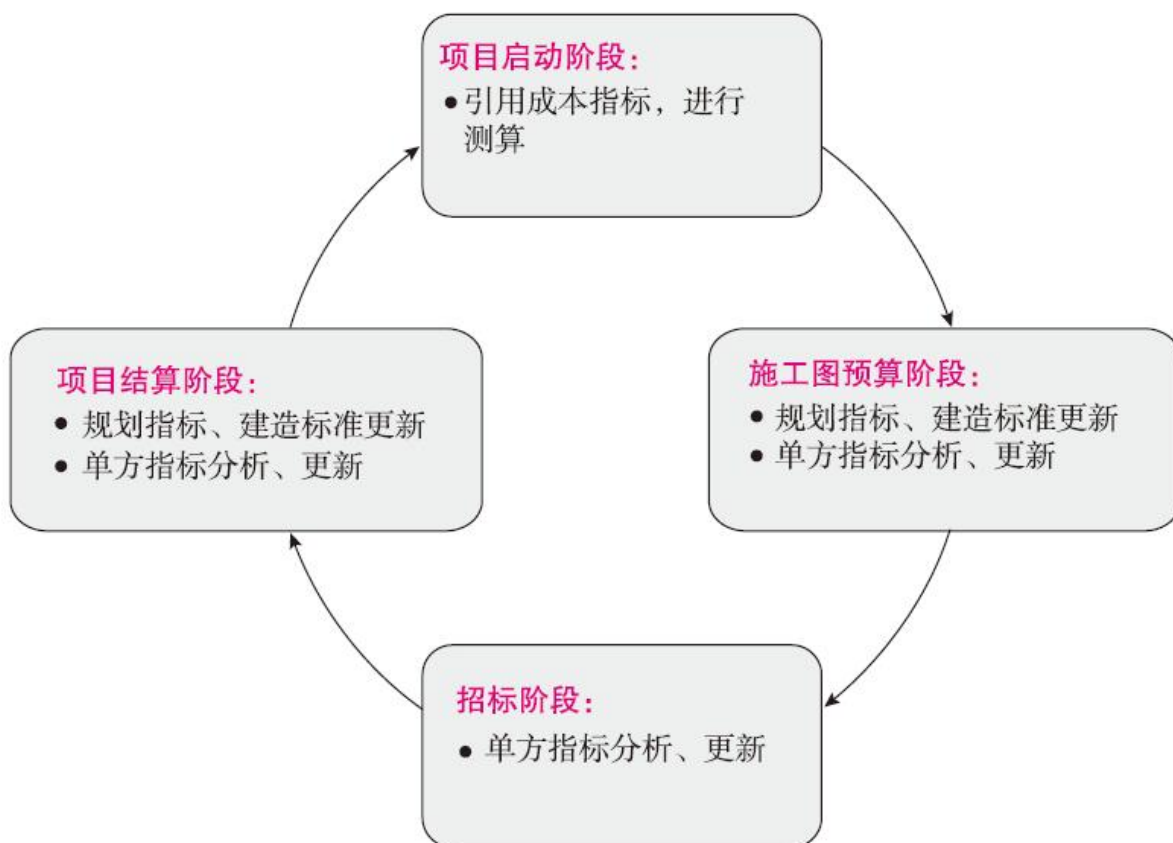 项目启动阶段：
●引用成本指标，进行
测算
项目结算阶段：
● 规划指标、建造标准更新
● 单方指标分析、更新
施工图预算阶段：
● 规划指标、建造标准更新
● 单方指标分析、更新
招标阶段：
● 单方指标分析、更新